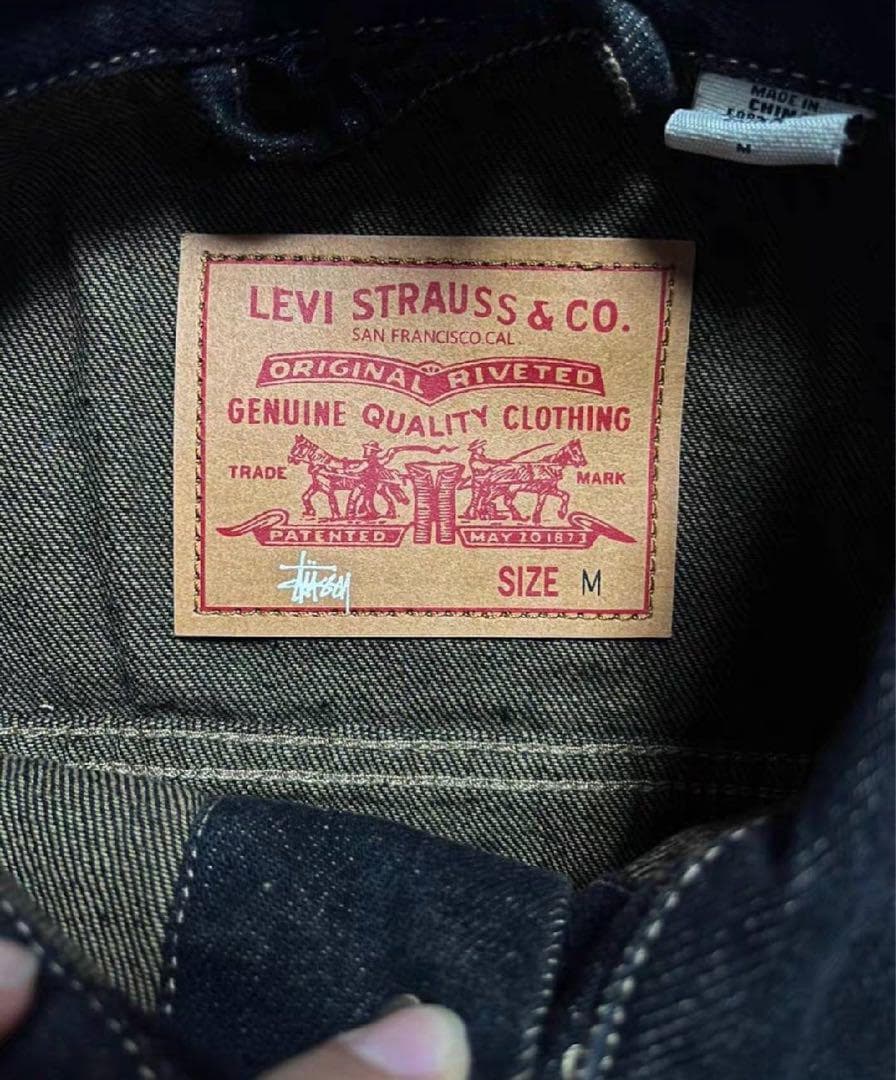 MADE IN
M
LEVI STRAUSS & CO.
SAN FRANCISCO CAL.
ORIGINAL RIVETED
GENUINE QUALITY CLOTHING
TRADE MARK
PATENTED MAY 20 1873
Stüssy SIZE M